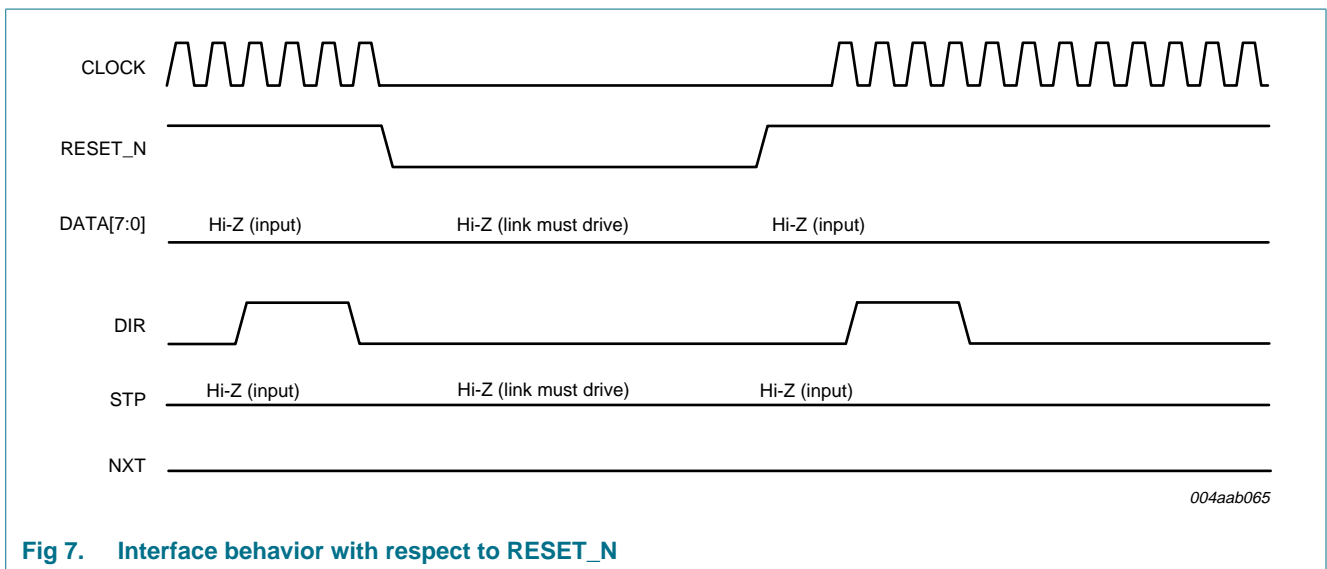 CLOCK
RESET_N
DATA[7:0] Hi-Z (input) Hi-Z (link must drive) Hi-Z (input)
DIR
STP Hi-Z (input) Hi-Z (link must drive) Hi-Z (input)
NXT
004aab065
Fig 7. Interface behavior with respect to RESET_N